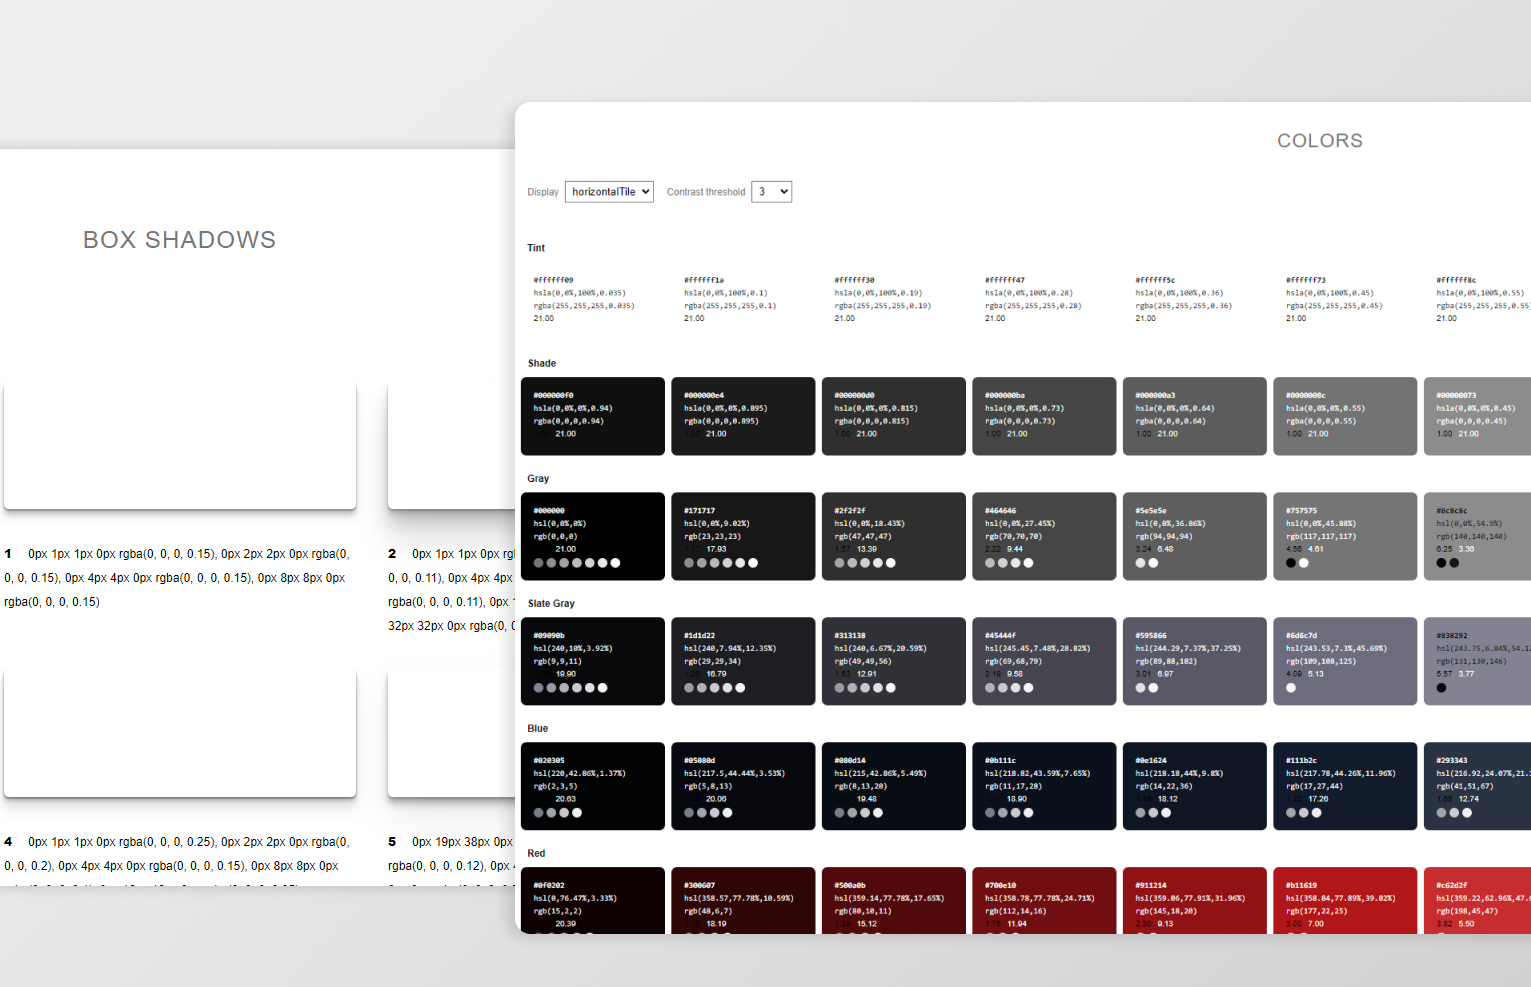 BOX SHADOWS
1 0px 1px 1px 0px rgba(0, 0, 0, 0.15), 0px 2px 2px 0px rgba(0,
0, 0, 0.15), 0px 4px 4px 0px rgba(0, 0, 0, 0.15), 0px 8px 8px 0px
rgba(0, 0, 0, 0.15)
2 0px 1px 1px 0px
0, 0, 0.11), 0px 4px 4px
rgba(0, 0, 0, 0.11), 0px
32px 32px 0px rgba(0,
4 0px 1px 1px 0px rgba(0, 0, 0, 0.25), 0px 2px 2px 0px rgba(0,
0, 0, 0.2), 0px 4px 4px 0px rgba(0, 0, 0, 0.15), 0px 8px 8px 0px
5 0px 19px 38px 0px
rgba(0, 0, 0, 0.12), 0px
COLORS
Display horizontalTile Contrast threshold 3
Tint
#ffffff09 #ffffff1a #ffffff30 #ffffff47 #ffffff5c #ffffff73 #ffffff8c
hsla(0,0%,100%,0.035) hsla(0,0%,100%,0.1) hsla(0,0%,100%,0.19) hsla(0,0%,100%,0.28) hsla(0,0%,100%,0.36) hsla(0,0%,100%,0.45) hsla(0,0%,100%,0.55)
rgba(255,255,255,0.035) rgba(255,255,255,0.1) rgba(255,255,255,0.19) rgba(255,255,255,0.28) rgba(255,255,255,0.36) rgba(255,255,255,0.45) rgba(255,255,255,0.55
21.00 21.00 21.00 21.00 21.00 21.00 21.00
Shade
#000000f0 #000000e4 #000000d0 #000000ba #000000a3 #0000008c #00000073
hsla(0,0%,0%,0.94) hsla(0,0%,0%,0.895) hsla(0,0%,0%,0.815) hsla(0,0%,0%,0.73) hsla(0,0%,0%,0.64) hsla(0,0%,0%,0.55) hsla(0,0%,0%,0.45)
rgba(0,0,0,0.94) rgba(0,0,0,0.895) rgba(0,0,0,0.815) rgba(0,0,0,0.73) rgba(0,0,0,0.64) rgba(0,0,0,0.55) rgba(0,0,0,0.45)
21.00 1.00 21.00 1.00 21.00 1.00 21.00 1.00 21.00 1.00 21.00 1.00 21.00
Gray
#000000 #171717 #2f2f2f #464646 #5e5e5e #757575 #8c8c8c
hsl(0,0%,0%) hsl(0,0%,9.02%) hsl(0,0%,18.43%) hsl(0,0%,27.45%) hsl(0,0%,36.86%) hsl(0,0%,45.88%) hsl(0,0%,54.9%)
rgb(0,0,0) rgb(23,23,23) rgb(47,47,47) rgb(70,70,70) rgb(94,94,94) rgb(117,117,117) rgb(140,140,140)
21.00 17.93 1.57 13.39 2.22 9.44 3.24 6.48 4.56 4.61 6.25 3.36
Slate Gray
#09090b #1d1d22 #313138 #45444f #595866 #6d6c7d #838292
hsl(240,10%,3.92%) hsl(240,7.94%,12.35%) hsl(240,6.67%,20.59%) hsl(245.45,7.48%,28.82%) hsl(244.29,7.37%,37.25%) hsl(243.53,7.3%,45.69%) hsl(243.75,6.84%,54.12
rgb(9,9,11) rgb(29,29,34) rgb(49,49,56) rgb(69,68,79) rgb(89,88,102) rgb(109,108,125) rgb(131,130,146)
19.90 16.79 1.63 12.91 2.19 9.58 3.01 6.97 4.09 5.13 5.57 3.77
Blue
#020305 #05080d #080d14 #0b111c #0e1624 #111b2c #293343
hsl(220,42.86%,1.37%) hsl(217.5,44.44%,3.53%) hsl(215,42.86%,5.49%) hsl(218.82,43.59%,7.65%) hsl(218.18,44%,9.8%) hsl(217.78,44.26%,11.96%) hsl(216.92,24.07%,21.
rgb(2,3,5) rgb(5,8,13) rgb(8,13,20) rgb(11,17,28) rgb(14,22,36) rgb(17,27,44) rgb(41,51,67)
20.63 20.06 19.48 18.90 18.12 17.26 12.74
Red
#0f0202 #300607 #500a0b #700e10 #911214 #b11619 #c62d2f
hsl(0,76.47%,3.33%) hsl(358.57,77.78%,10.59%) hsl(359.14,77.78%,17.65%) hsl(358.78,77.78%,24.71%) hsl(359.06,77.91%,31.96%) hsl(358.84,77.89%,39.02%) hsl(359.22,62.96%,47.
rgb(15,2,2) rgb(48,6,7) rgb(80,10,11) rgb(112,14,16) rgb(145,18,20) rgb(177,22,25) rgb(198,45,47)
20.39 18.19 15.12 11.94 2.30 9.13 3.00 7.00 3.82 5.50